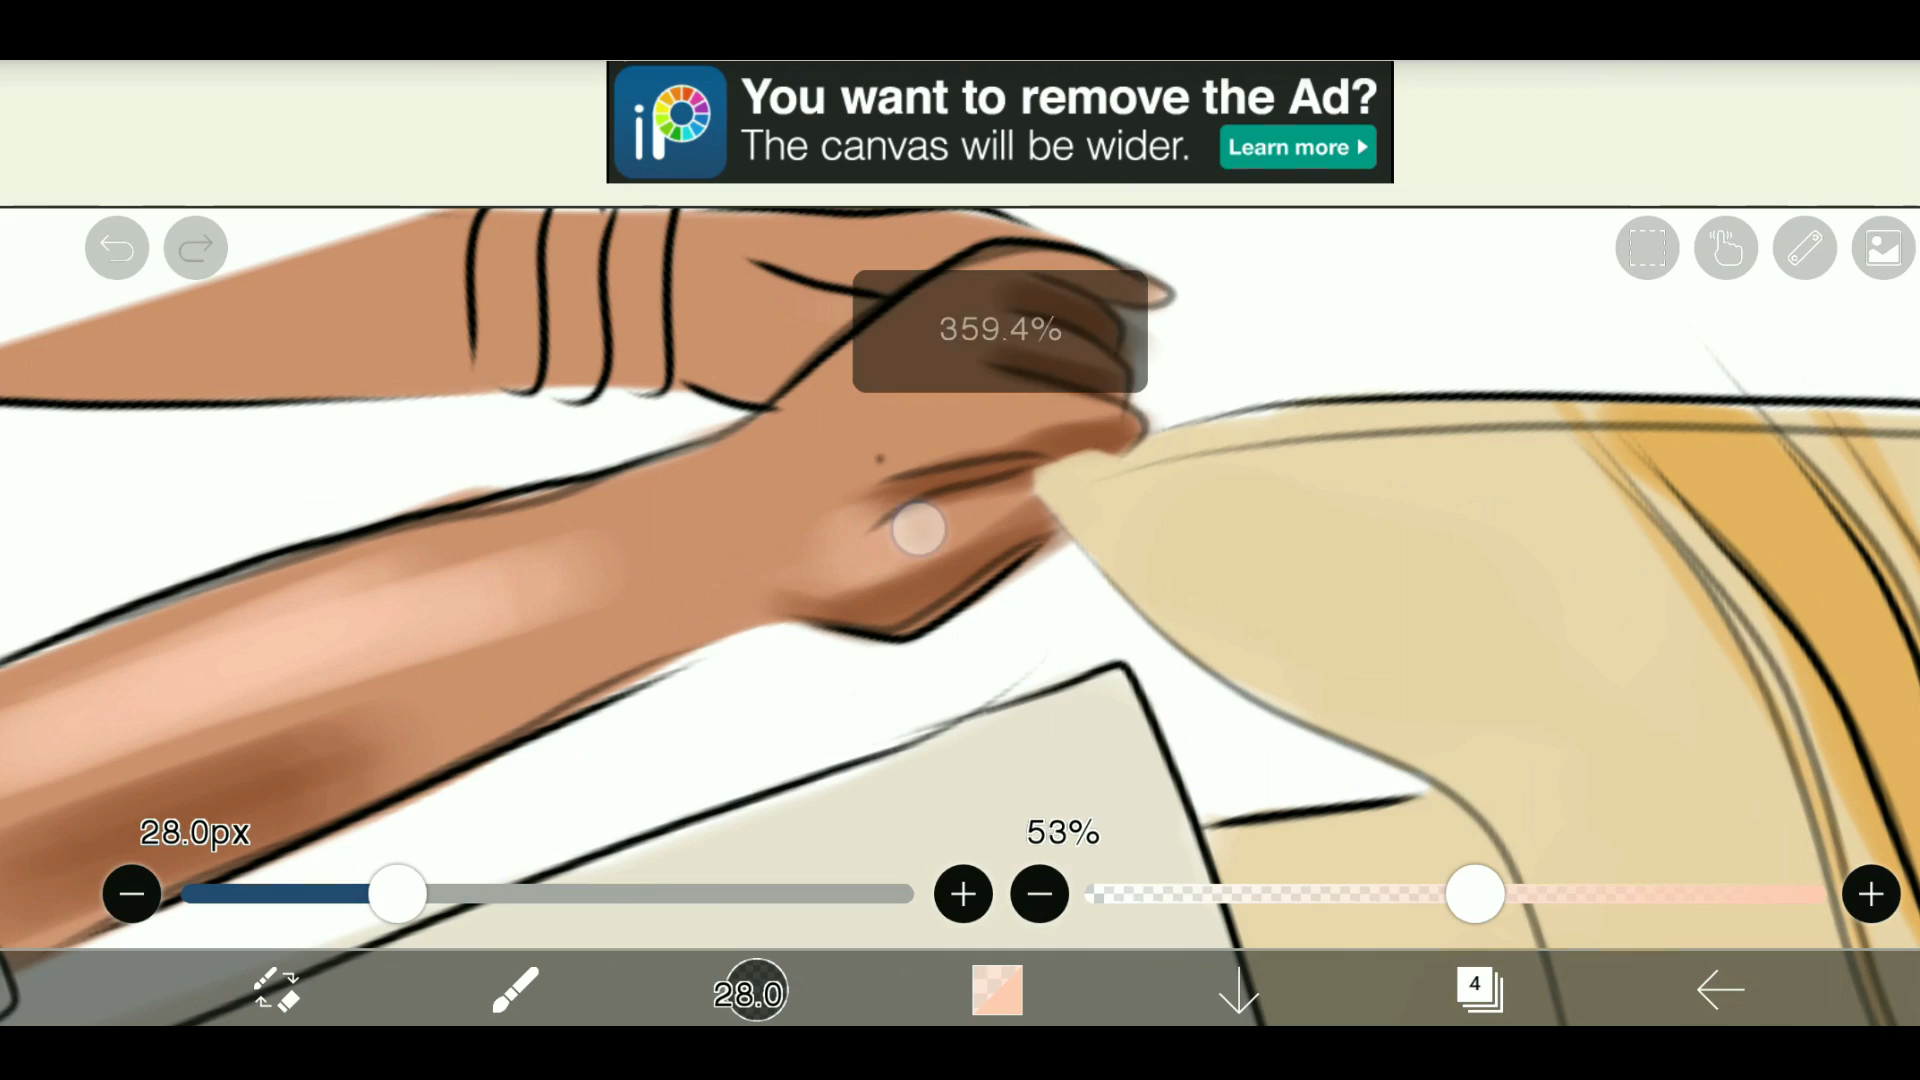 You want to remove the Ad?
iP
The canvas will be wider.
Learn more
359.4%
28.0px
53%
28.0
4